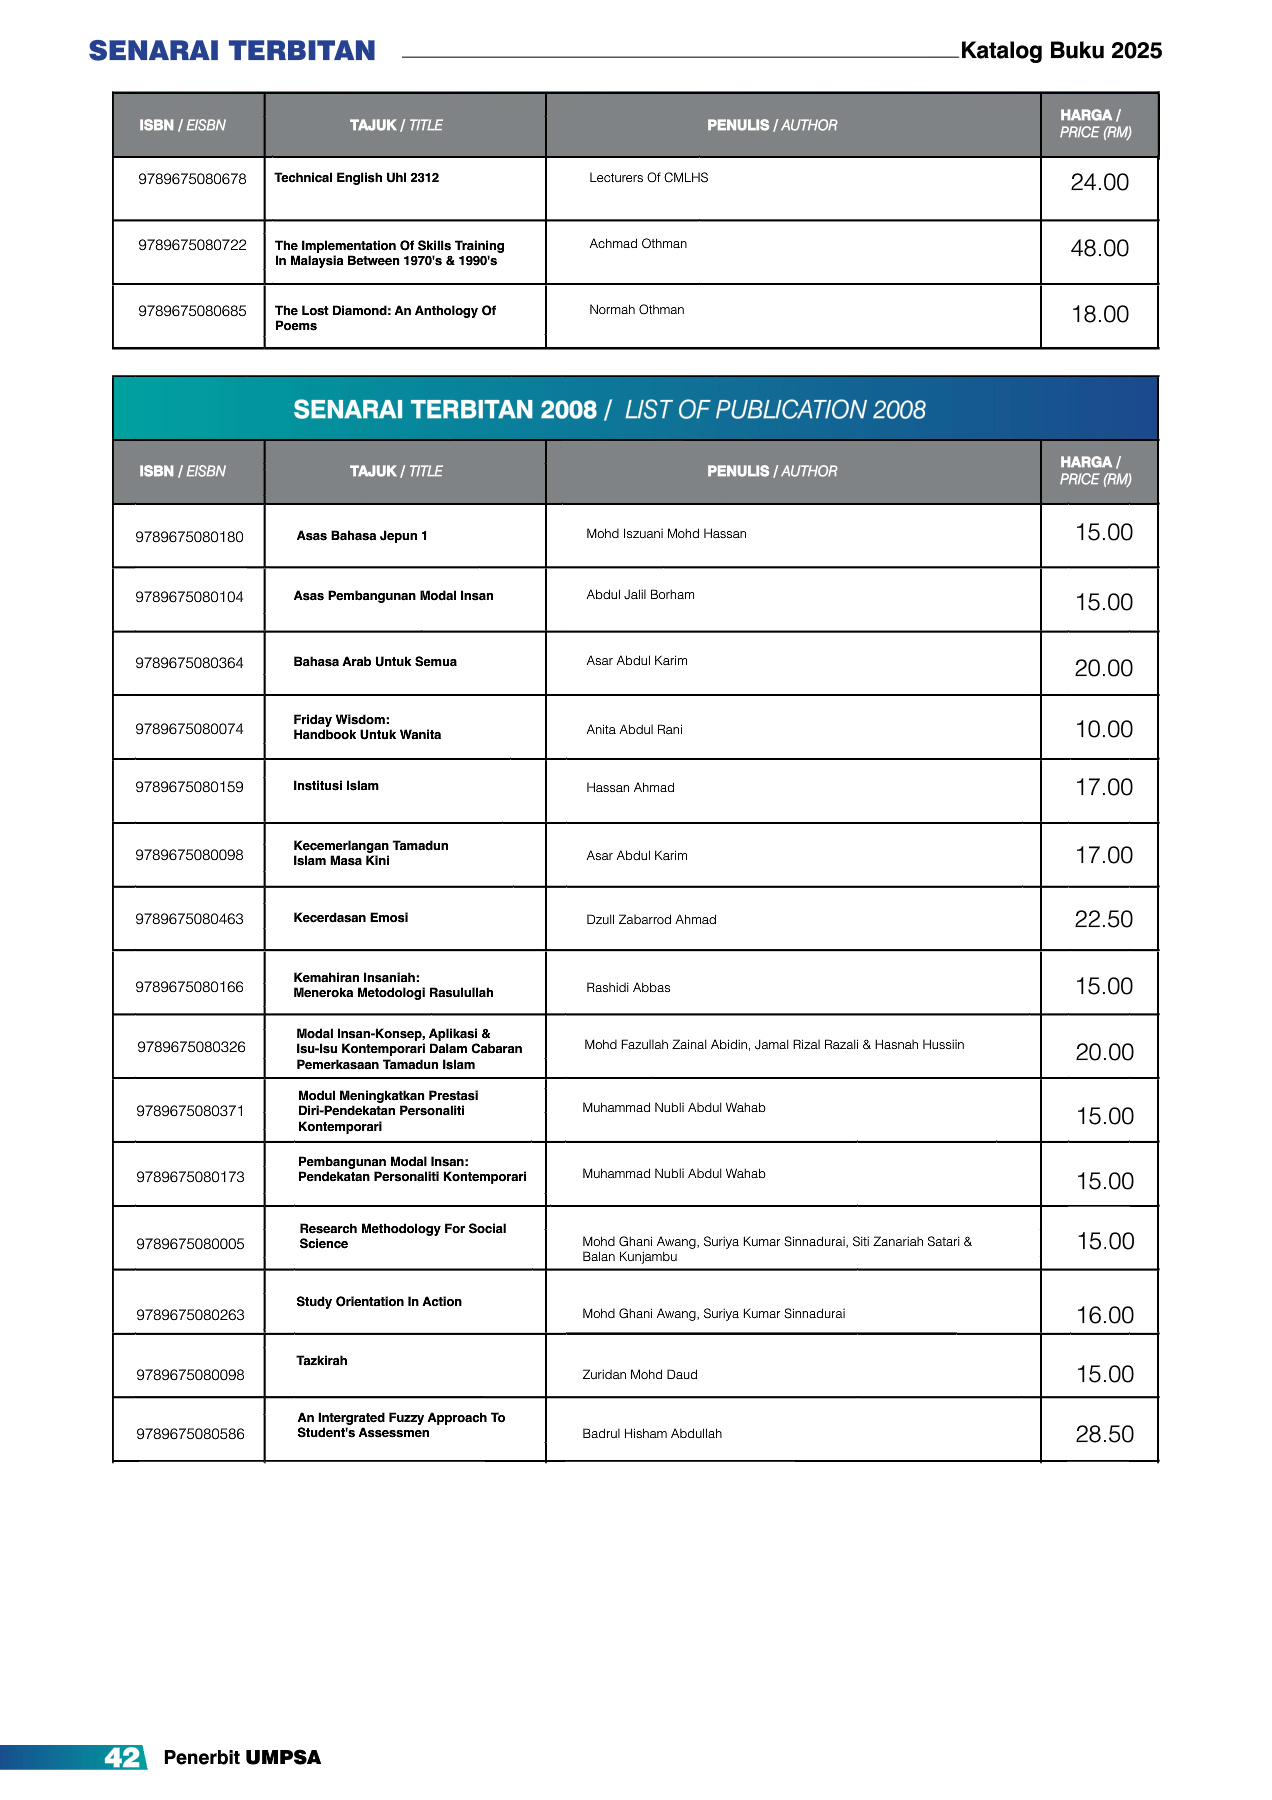 SENARAI TERBITAN
Katalog Buku 2025
ISBN / EISBN
TAJUK / TITLE
PENULIS / AUTHOR
HARGA /
PRICE (RM)
9789675080678
Technical English Uhl 2312
Lecturers Of CMLHS
24.00
9789675080722
The Implementation Of Skills Training
In Malaysia Between 1970's & 1990's
Achmad Othman
48.00
9789675080685
The Lost Diamond: An Anthology Of
Poems
Normah Othman
18.00
SENARAI TERBITAN 2008 / LIST OF PUBLICATION 2008
ISBN / EISBN
TAJUK / TITLE
PENULIS / AUTHOR
HARGA /
PRICE (RM)
9789675080180
Asas Bahasa Jepun 1
Mohd Iszuani Mohd Hassan
15.00
9789675080104
Asas Pembangunan Modal Insan
Abdul Jalil Borham
15.00
9789675080364
Bahasa Arab Untuk Semua
Asar Abdul Karim
20.00
9789675080074
Friday Wisdom:
Handbook Untuk Wanita
Anita Abdul Rani
10.00
9789675080159
Institusi Islam
Hassan Ahmad
17.00
9789675080098
Kecemerlangan Tamadun
Islam Masa Kini
Asar Abdul Karim
17.00
9789675080463
Kecerdasan Emosi
Dzull Zabarrod Ahmad
22.50
9789675080166
Kemahiran Insaniah:
Meneroka Metodologi Rasulullah
Rashidi Abbas
15.00
9789675080326
Modal Insan-Konsep, Aplikasi &
Isu-Isu Kontemporari Dalam Cabaran
Pemerkasaan Tamadun Islam
Mohd Fazullah Zainal Abidin, Jamal Rizal Razali & Hasnah Hussiin
20.00
9789675080371
Modul Meningkatkan Prestasi
Diri-Pendekatan Personaliti
Kontemporari
Muhammad Nubli Abdul Wahab
15.00
9789675080173
Pembangunan Modal Insan:
Pendekatan Personaliti Kontemporari
Muhammad Nubli Abdul Wahab
15.00
9789675080005
Research Methodology For Social
Science
Mohd Ghani Awang, Suriya Kumar Sinnadurai, Siti Zanariah Satari &
Balan Kunjambu
15.00
9789675080263
Study Orientation In Action
Mohd Ghani Awang, Suriya Kumar Sinnadurai
16.00
9789675080098
Tazkirah
Zuridan Mohd Daud
15.00
9789675080586
An Intergrated Fuzzy Approach To
Student's Assessmen
Badrul Hisham Abdullah
28.50
42
Penerbit UMPSA